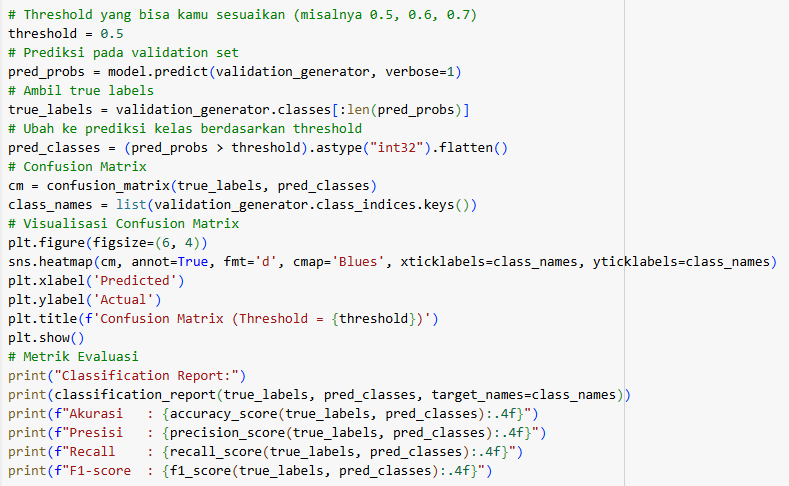 # Threshold yang bisa kamu sesuaikan (misalnya 0.5, 0.6, 0.7)
threshold = 0.5
# Prediksi pada validation set
pred_probs = model.predict(validation_generator, verbose=1)
# Ambil true labels
true_labels = validation_generator.classes[:len(pred_probs)]
# Ubah ke prediksi kelas berdasarkan threshold
pred_classes = (pred_probs > threshold).astype("int32").flatten()
# Confusion Matrix
cm = confusion_matrix(true_labels, pred_classes)
class_names = list(validation_generator.class_indices.keys())
# Visualisasi Confusion Matrix
plt.figure(figsize=(6, 4))
sns.heatmap(cm, annot=True, fmt='d', cmap='Blues', xticklabels=class_names, yticklabels=class_names)
plt.xlabel('Predicted')
plt.ylabel('Actual')
plt.title(f'Confusion Matrix (Threshold = {threshold})')
plt.show()
# Metrik Evaluasi
print("Classification Report:")
print(classification_report(true_labels, pred_classes, target_names=class_names))
print(f"Akurasi   : {accuracy_score(true_labels, pred_classes):.4f}")
print(f"Presisi   : {precision_score(true_labels, pred_classes):.4f}")
print(f"Recall    : {recall_score(true_labels, pred_classes):.4f}")
print(f"F1-score  : {f1_score(true_labels, pred_classes):.4f}")